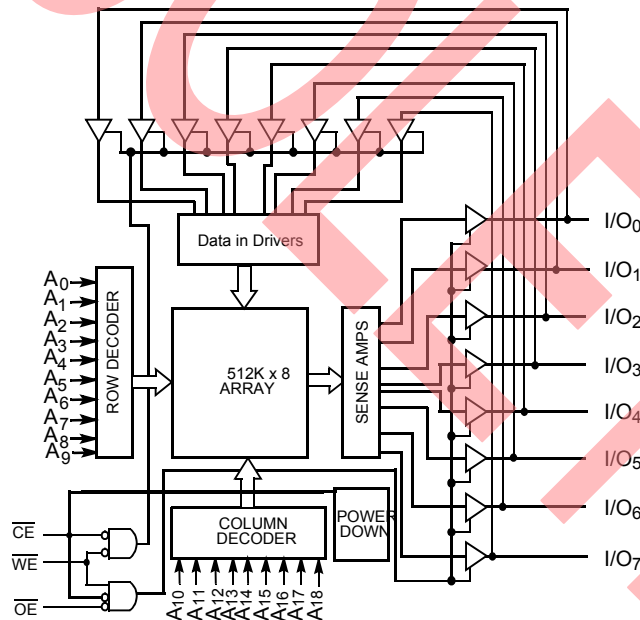 Data in Drivers
I/O0
I/O1
I/O2
I/O3
I/O4
I/O5
I/O6
I/O7
A0
A1
A2
A3
A4
A5
A6
A7
A8
A9
ROW DECODER
512K x 8
ARRAY
SENSE AMPS
COLUMN
DECODER
POWER
DOWN
CE
WE
OE
A10
A11
A12
A13
A14
A15
A16
A17
A18